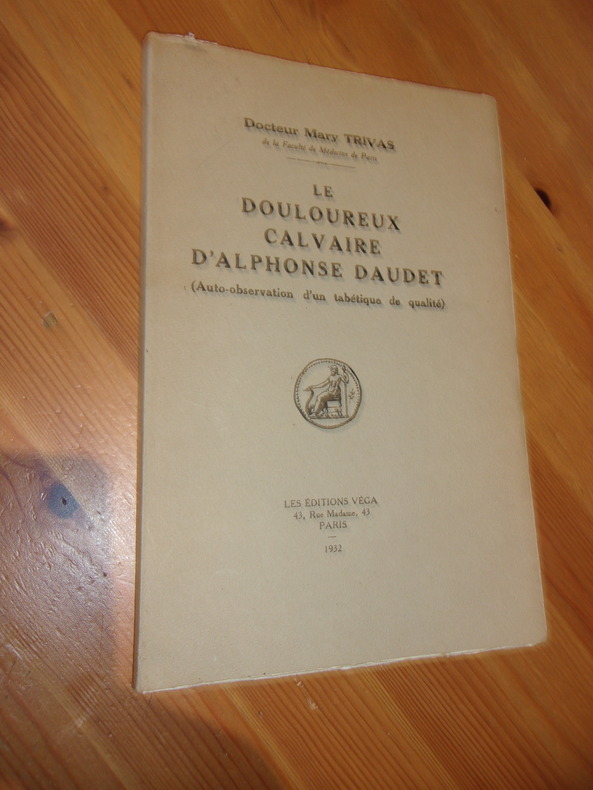 Docteur Mary TRIVAS
de la Faculté de Médecine de Paris
LE
DOULOUREUX
CALVAIRE
D'ALPHONSE DAUDET
(Auto-observation d'un tabétique de qualité)
LES ÉDITIONS VÉGA
43, Rue Madame, 43
PARIS
1932